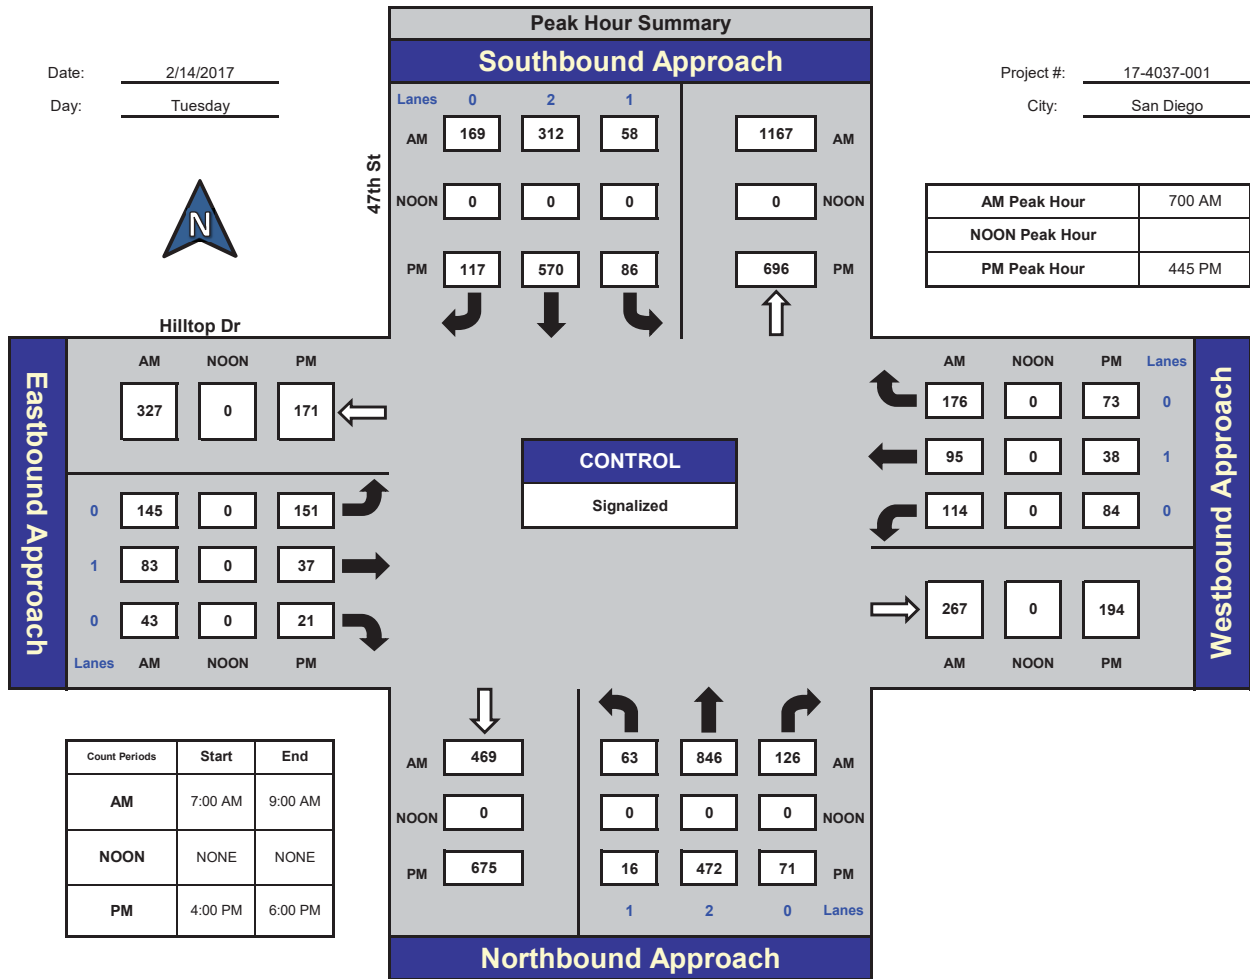 Peak Hour Summary
Southbound Approach
Date: 2/14/2017
Day: Tuesday
Project #: 17-4037-001
City: San Diego
N
47th St
Lanes 0 2 1
AM 169 312 58 1167 AM
NOON 0 0 0 0 NOON
PM 117 570 86 696 PM
AM Peak Hour 700 AM
NOON Peak Hour
PM Peak Hour 445 PM
Hilltop Dr
Eastbound Approach
AM NOON PM
327 0 171
0 145 0 151
1 83 0 37
0 43 0 21
Lanes AM NOON PM
CONTROL
Signalized
AM NOON PM Lanes
176 0 73 0
95 0 38 1
114 0 84 0
267 0 194
AM NOON PM
Westbound Approach
Count Periods Start End
AM 7:00 AM 9:00 AM
NOON NONE NONE
PM 4:00 PM 6:00 PM
AM 469 63 846 126 AM
NOON 0 0 0 0 NOON
PM 675 16 472 71 PM
1 2 0 Lanes
Northbound Approach